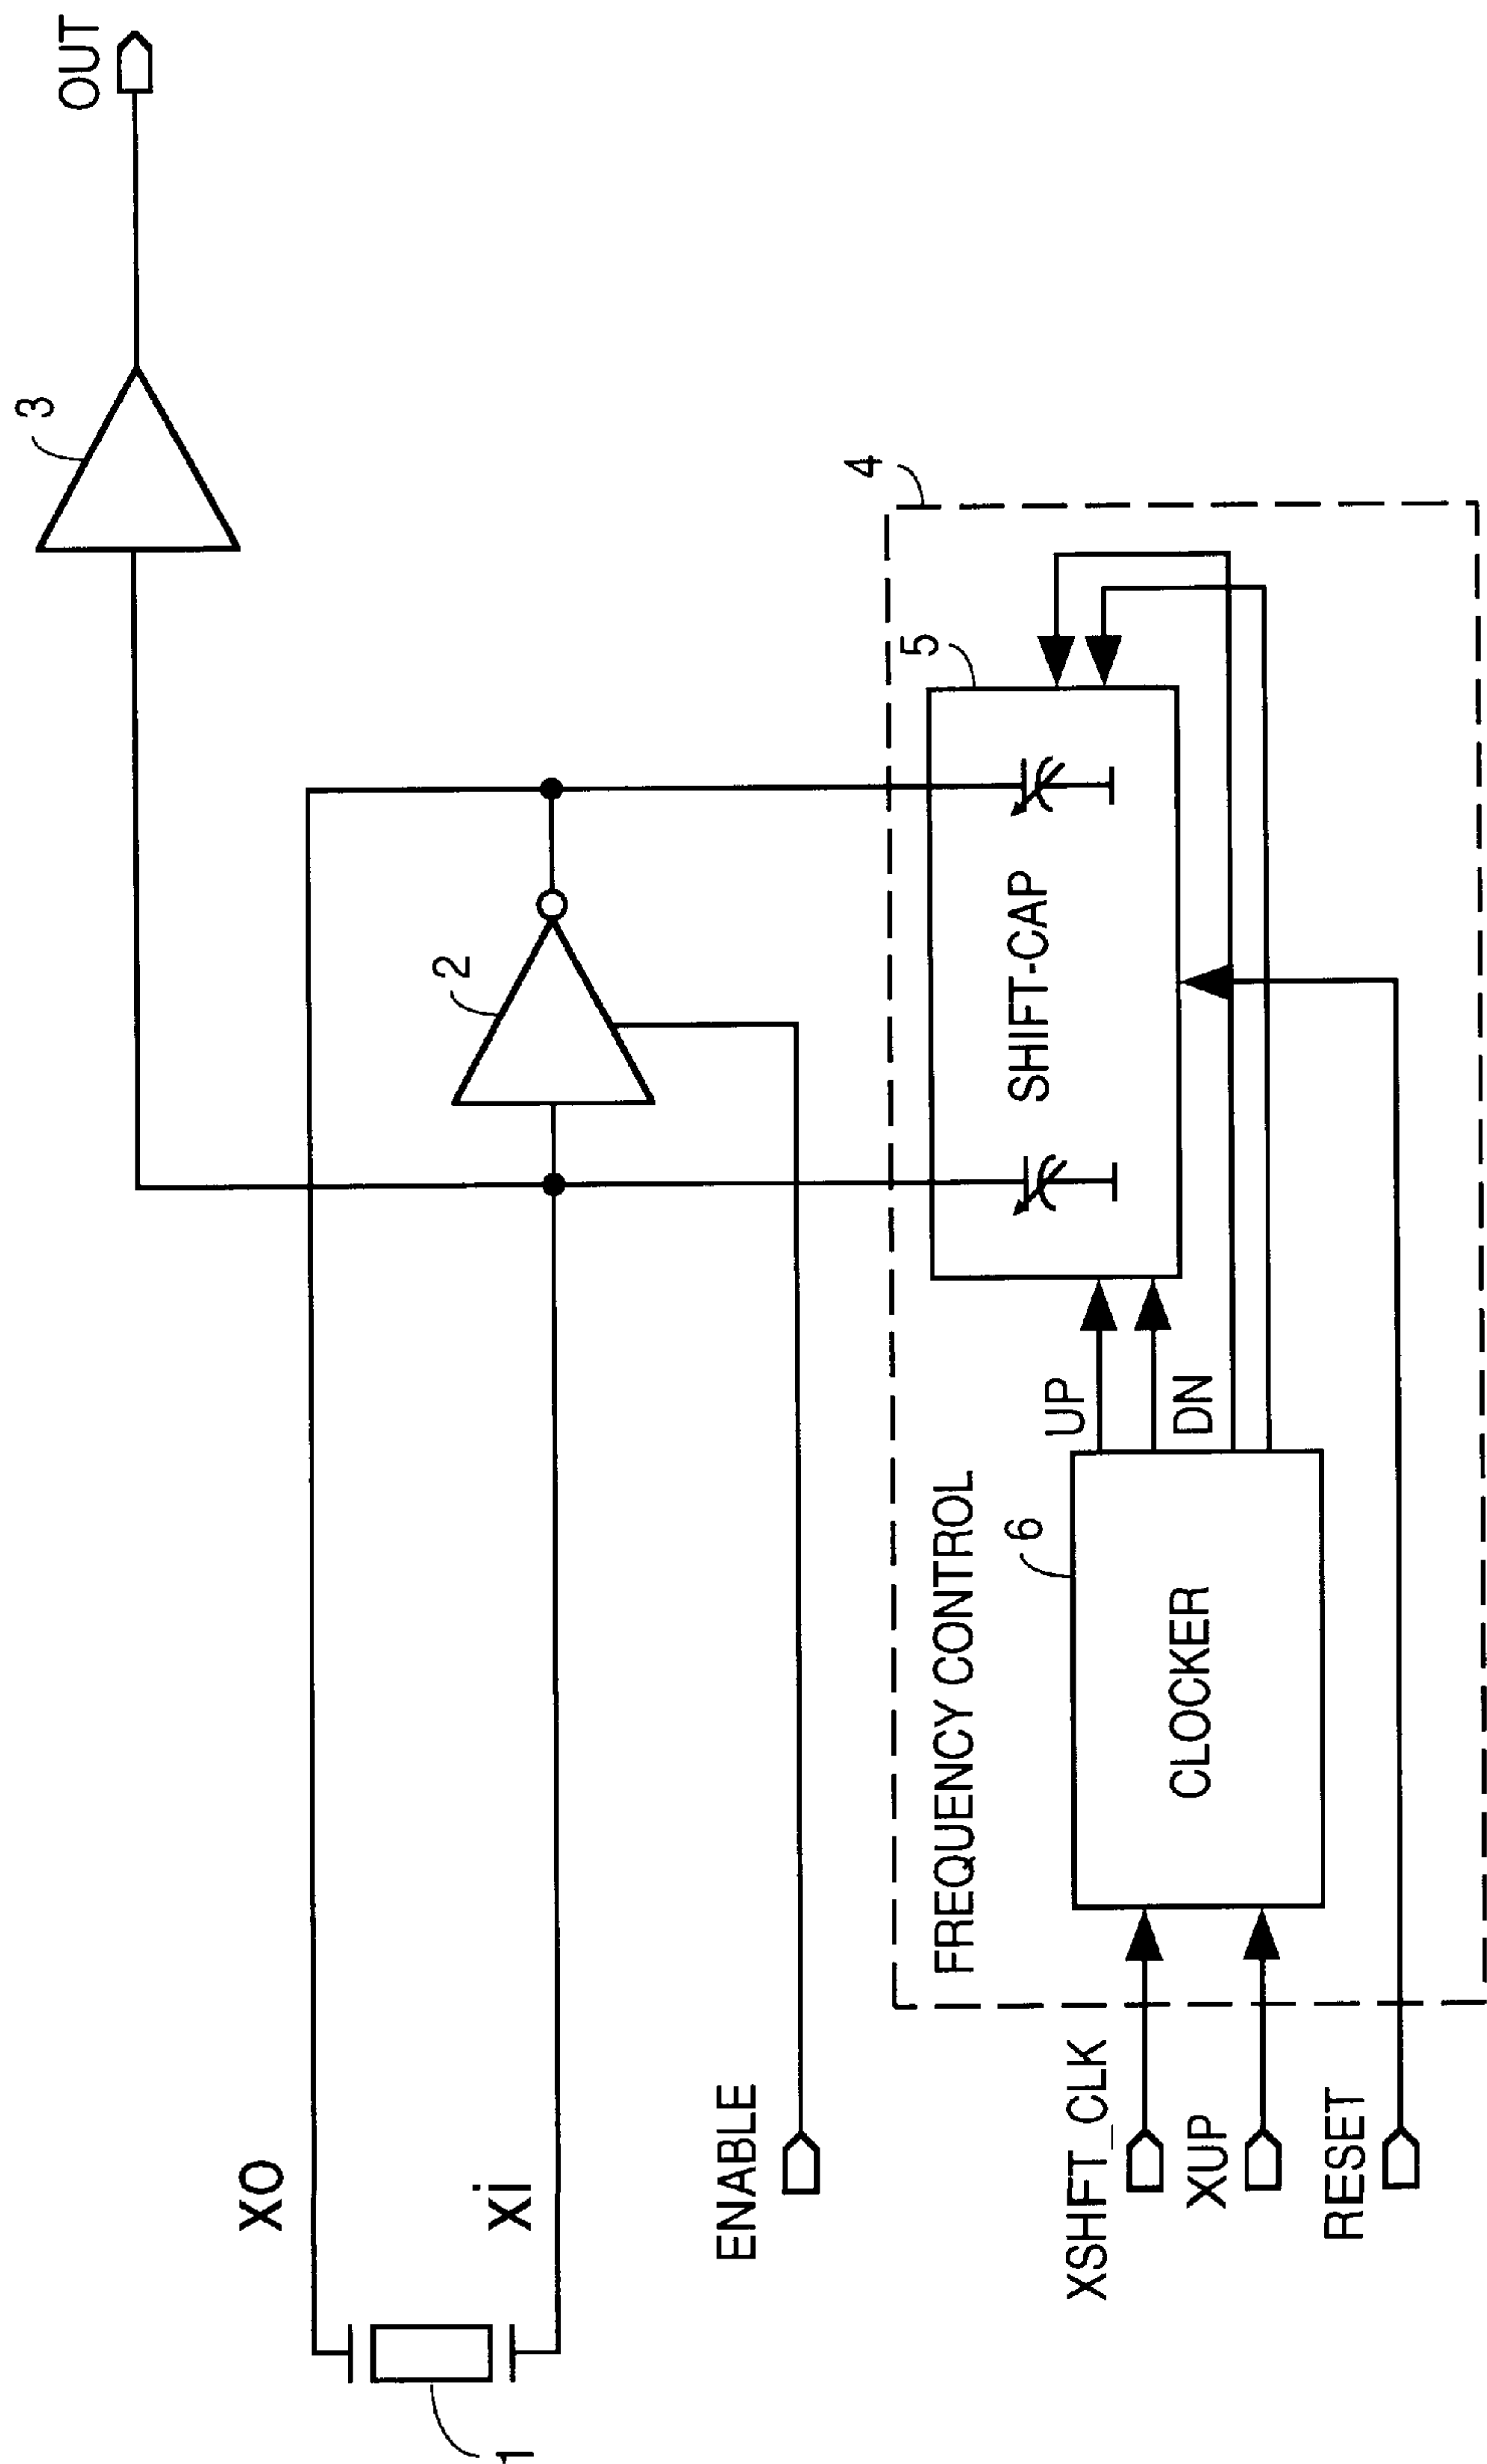 OUT
3
XO
2
Xi
1
ENABLE
4
5
SHIFT-CAP
UP
DN
FREQUENCY CONTROL
6
CLOCKER
XSHFT_CLK
XUP
RESET